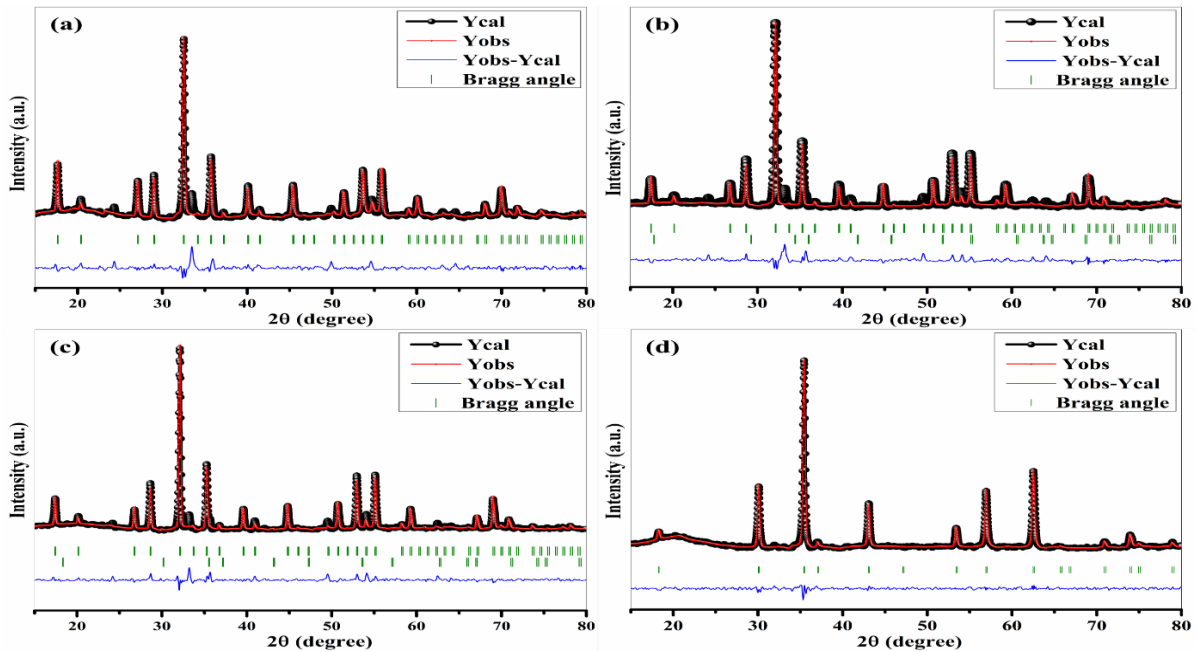 (a)
Ycal
Yobs
Yobs-Ycal
Bragg angle
Intensity (a.u.)
20 30 40 50 60 70 80
2θ (degree)
(b)
Ycal
Yobs
Yobs-Ycal
Bragg angle
Intensity (a.u.)
20 30 40 50 60 70 80
2θ (degree)
(c)
Ycal
Yobs
Yobs-Ycal
Bragg angle
Intensity (a.u.)
20 30 40 50 60 70 80
2θ (degree)
(d)
Ycal
Yobs
Yobs-Ycal
Bragg angle
Intensity (a.u.)
20 30 40 50 60 70 80
2θ (degree)